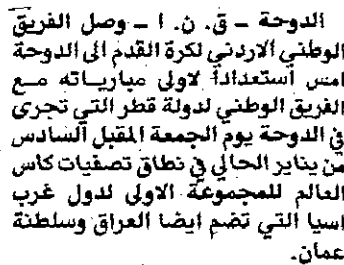 الدوحة ـ ق. ن. ا ـ وصل الفريق
الوطني الاردني لكرة القدم الى الدوحة
امس استعداداً لاولى مبارياته مع
الفريق الوطني لدولة قطر التي تجرى
في الدوحة يوم الجمعة المقبل السادس
من يناير الحالي في نطاق تصفيات كاس
العالم للمجموعة الاولى لدول غرب
اسيا التي تضم ايضا العراق وسلطنة
عمان.